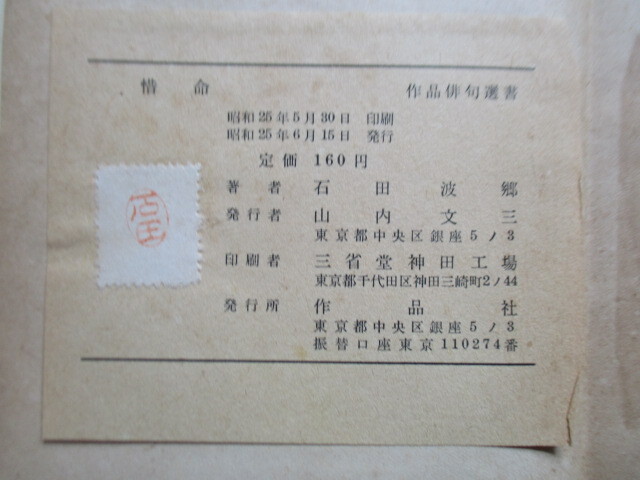 惜命　作品俳句選書
昭和25年5月30日　印刷
昭和25年6月15日　発行
定価 160円
著者　石田波郷
発行者　山内文三
東京都中央区銀座5ノ3
印刷者　三省堂神田工場
東京都千代田区神田三崎町2ノ44
発行所　作品社
東京都中央区銀座5ノ3
振替口座東京110274番